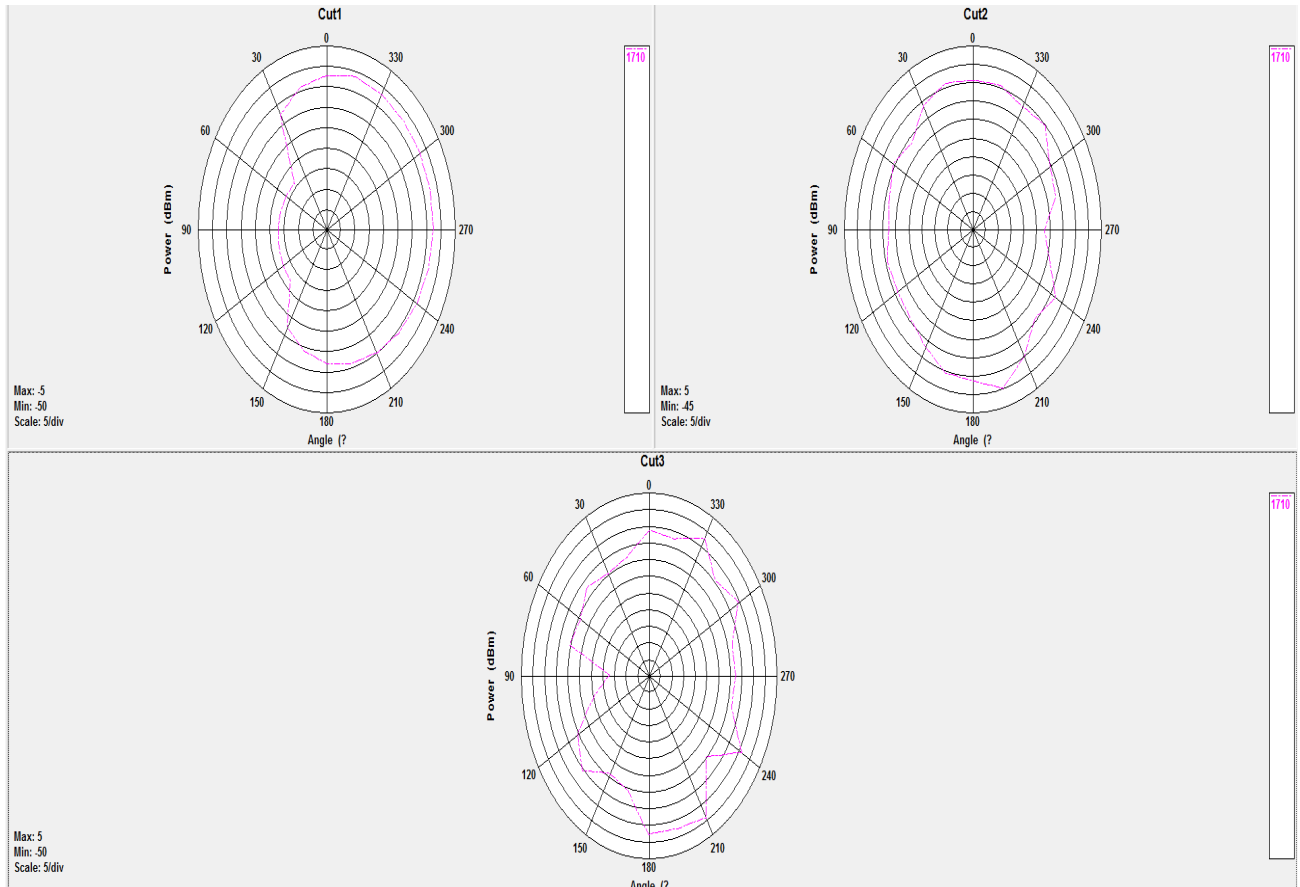 Cut1
0
30
330
60
300
90
270
120
240
150
210
180
Power (dBm)
Angle (?
Max: -5
Min: -50
Scale: 5/div
1710
Cut2
0
30
330
60
300
90
270
120
240
150
210
180
Power (dBm)
Angle (?
Max: 5
Min: -45
Scale: 5/div
1710
Cut3
0
30
330
60
300
90
270
120
240
150
210
180
Power (dBm)
Angle (?
Max: 5
Min: -50
Scale: 5/div
1710